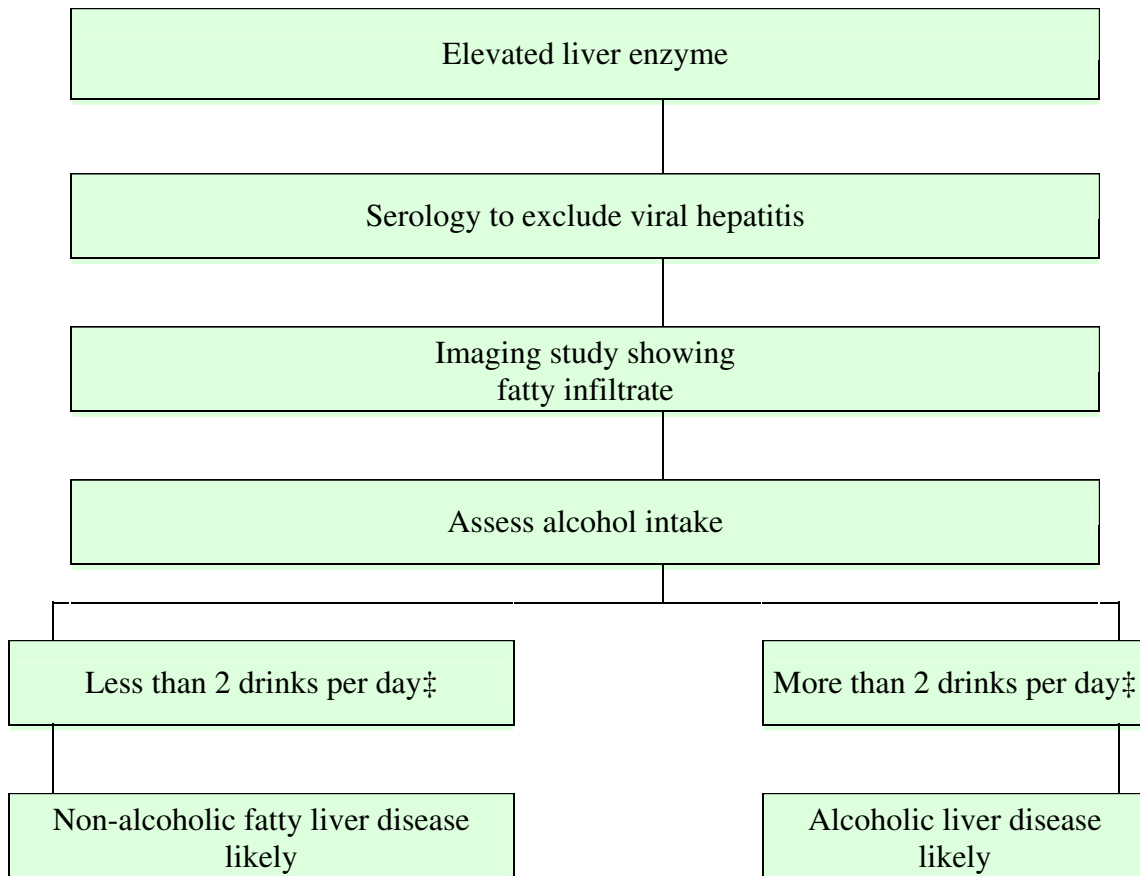 Elevated liver enzyme
Serology to exclude viral hepatitis
Imaging study showing
fatty infiltrate
Assess alcohol intake
Less than 2 drinks per day‡
More than 2 drinks per day‡
Non-alcoholic fatty liver disease
likely
Alcoholic liver disease
likely